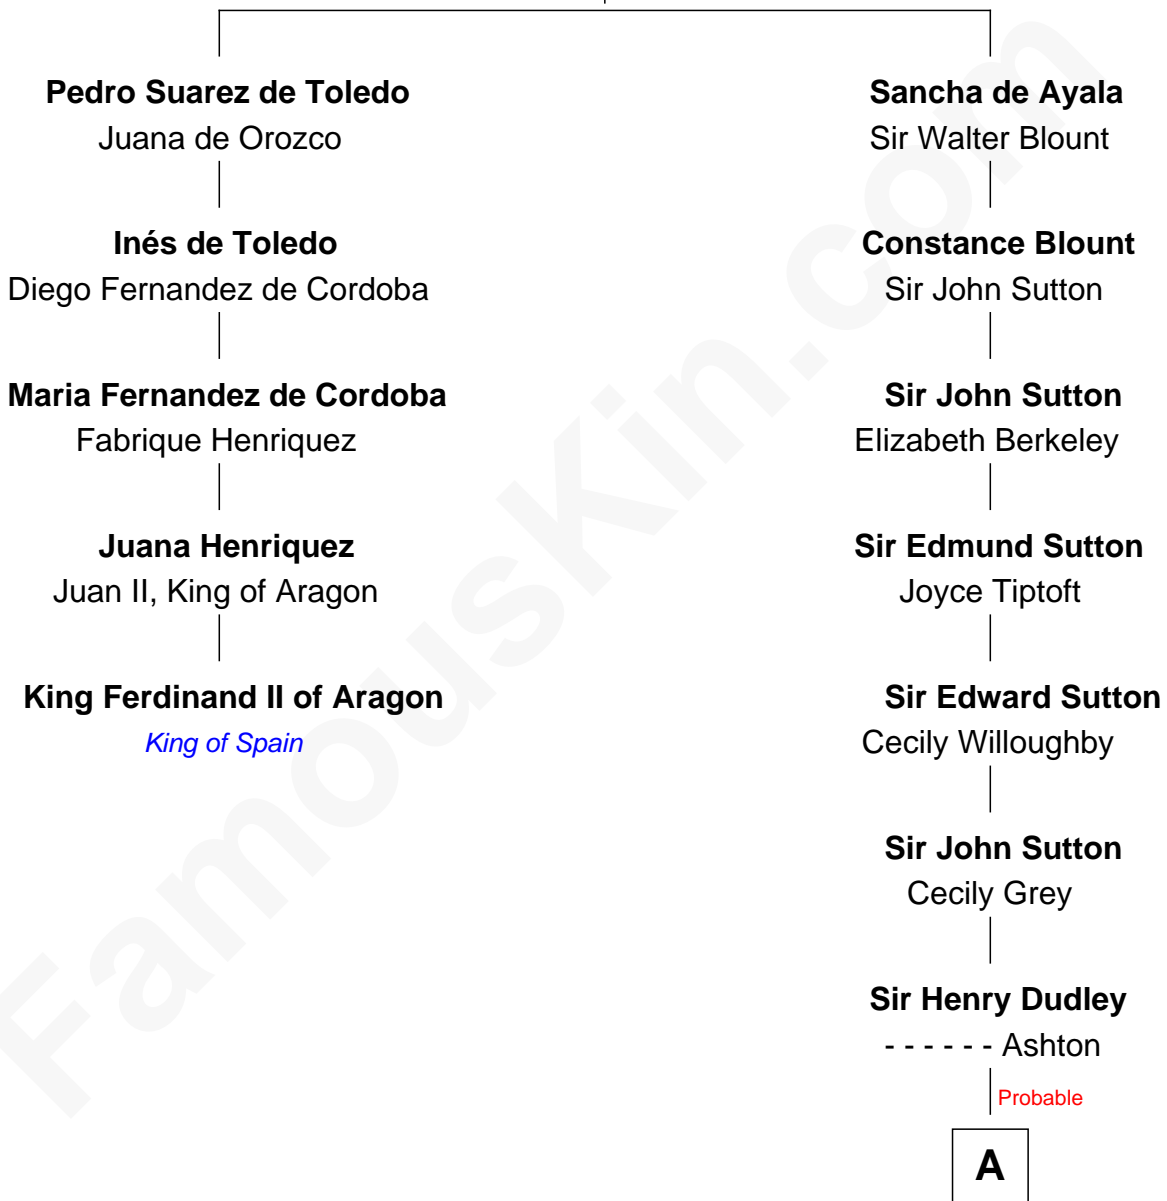 Pedro Suarez de Toledo
Juana de Orozco
Inés de Toledo
Diego Fernandez de Cordoba
Maria Fernandez de Cordoba
Fabrique Henriquez
Juana Henriquez
Juan II, King of Aragon
King Ferdinand II of Aragon
King of Spain
Sancha de Ayala
Sir Walter Blount
Constance Blount
Sir John Sutton
Sir John Sutton
Elizabeth Berkeley
Sir Edmund Sutton
Joyce Tiptoft
Sir Edward Sutton
Cecily Willoughby
Sir John Sutton
Cecily Grey
Sir Henry Dudley
- - - - - - Ashton
Probable
A
FamousKin.com